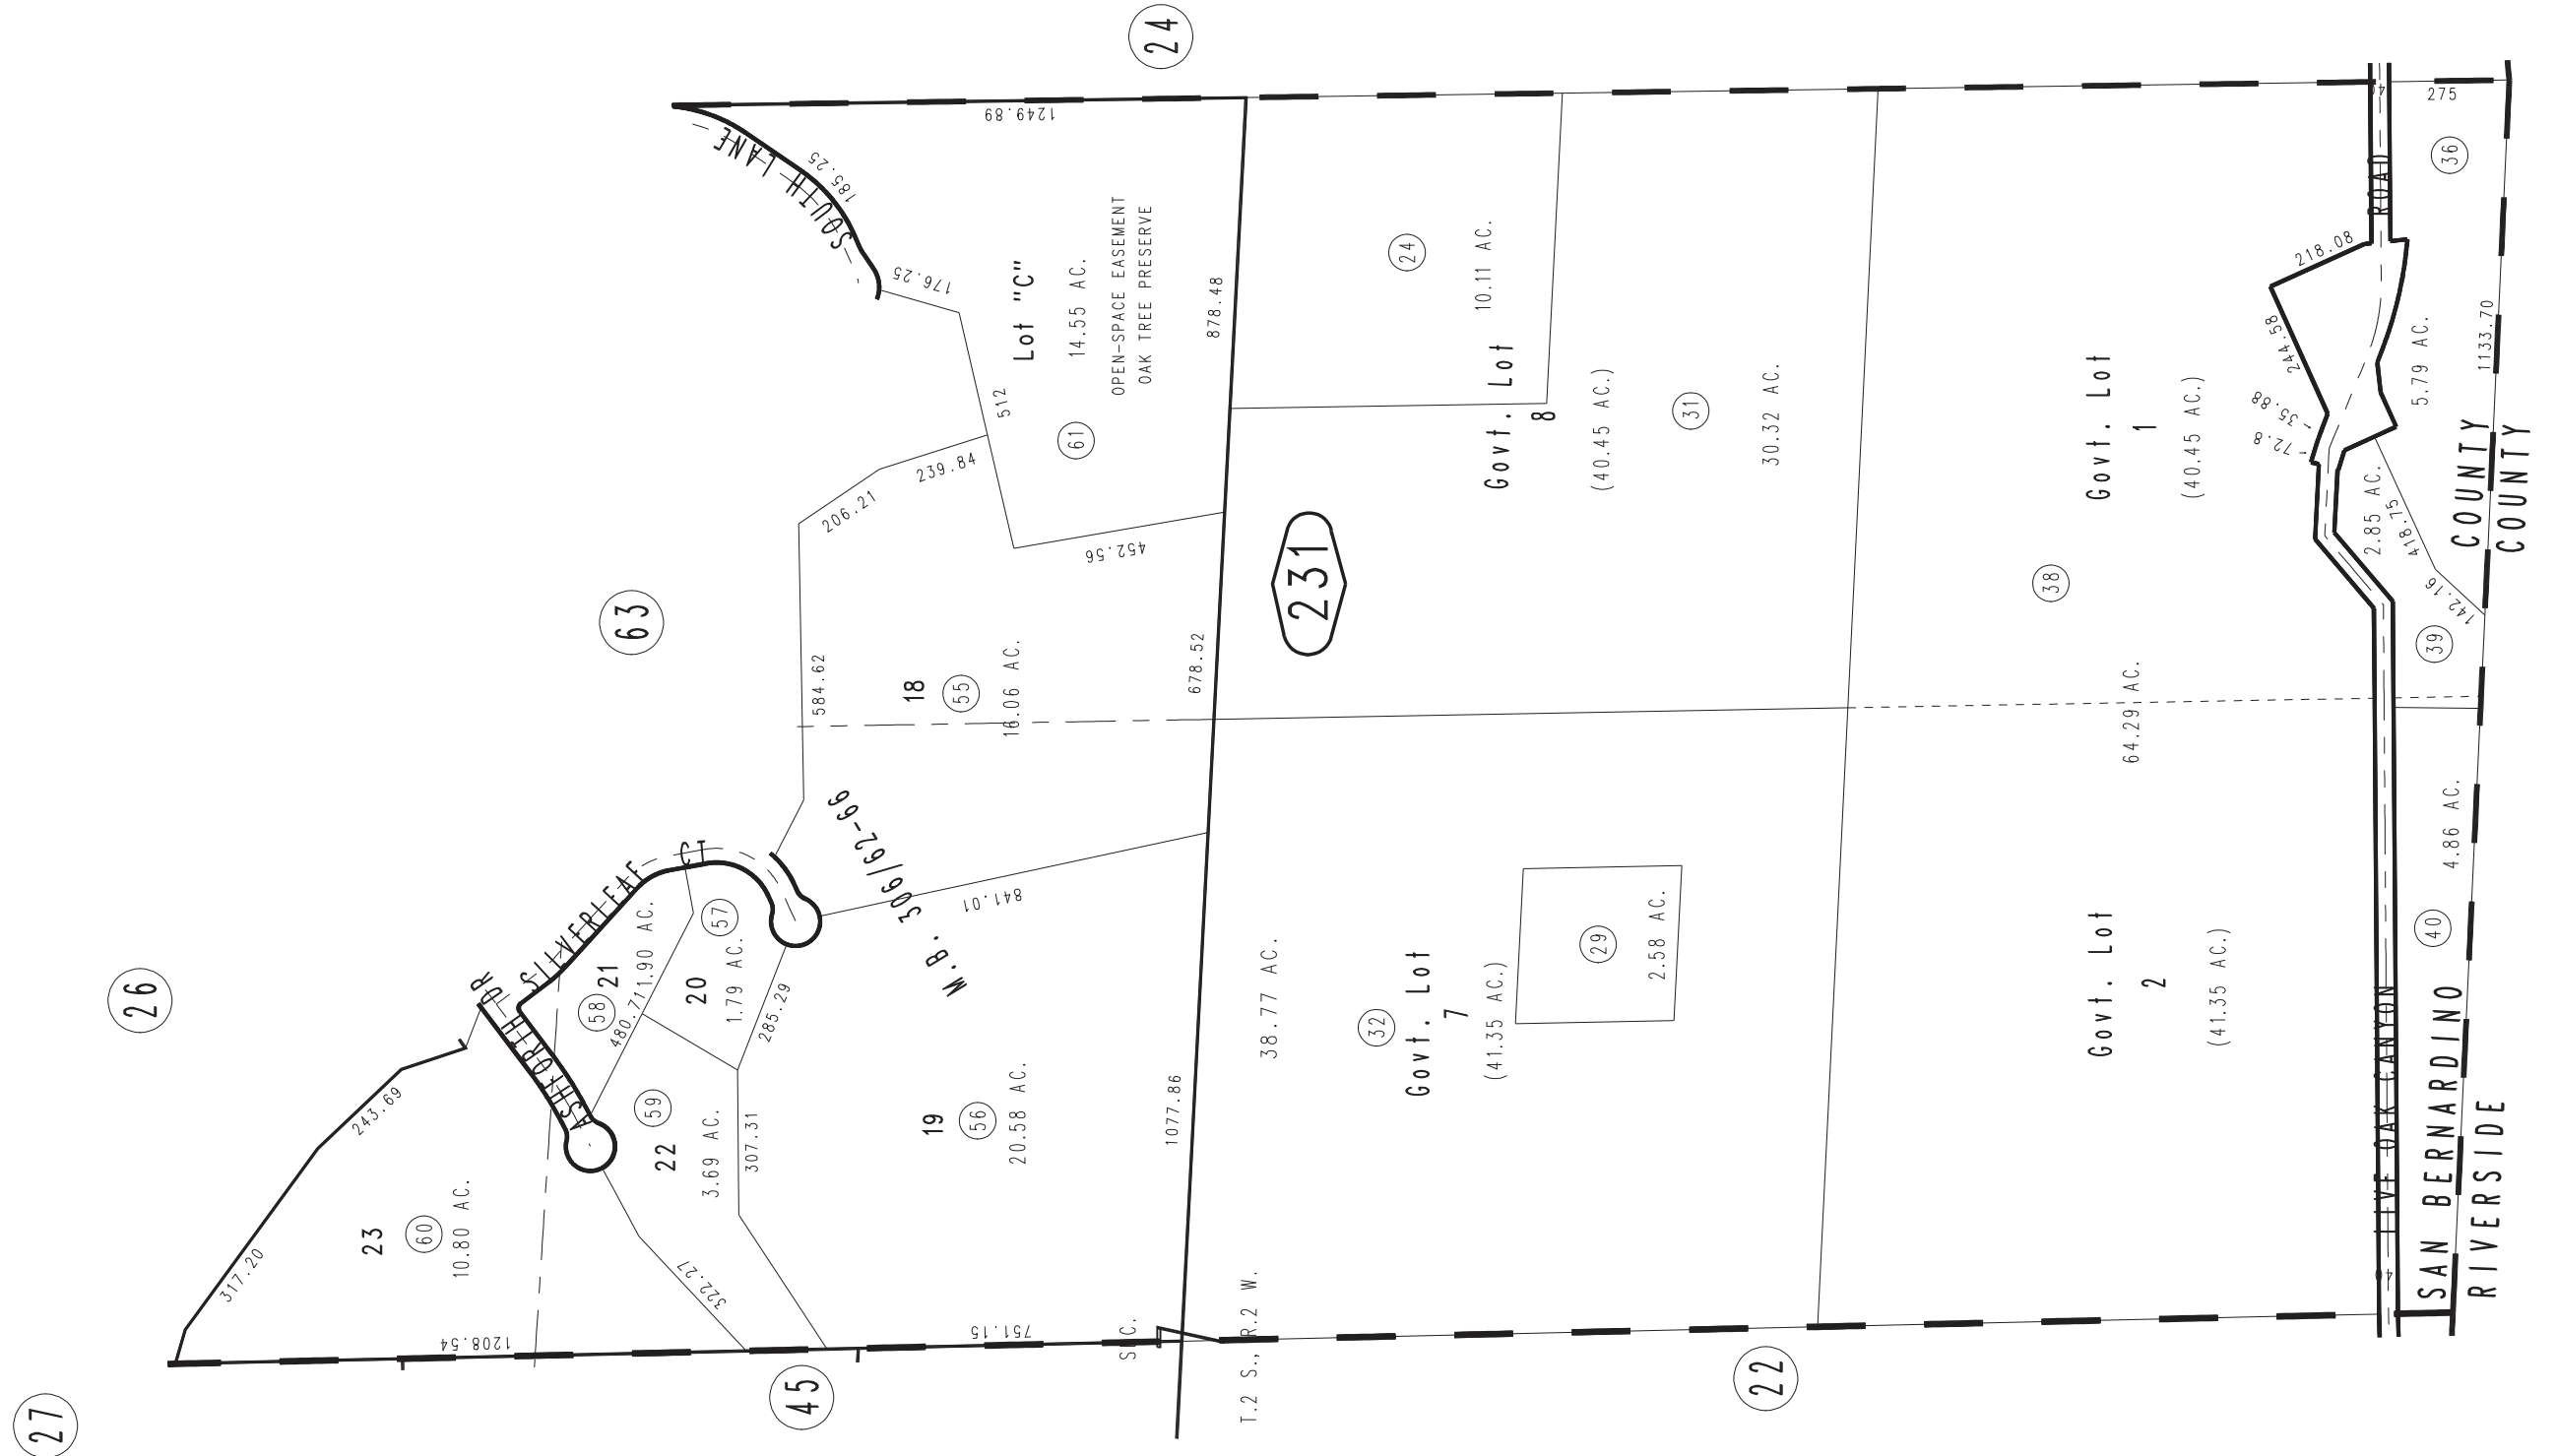 24
26
27
63
45
22
231
SOUTH LANE
185.25
1249.89
176.25
512
Lot "C"
14.55 AC.
OPEN-SPACE EASEMENT
OAK TREE PRESERVE
61
878.48
239.84
206.21
452.56
584.62
18
55
16.06 AC.
678.52
M.B. 306/62-66
841.01
SILVERLEAF CT
ASHFORTH DR
21
58
1.90 AC.
480.71
57
20
1.79 AC.
285.29
59
22
3.69 AC.
307.31
322.27
19
56
20.58 AC.
1077.86
243.69
317.20
23
60
10.80 AC.
1208.54
751.15
T.2 S., R.2 W.
24
10.11 AC.
Govt. Lot
8
(40.45 AC.)
31
30.32 AC.
38.77 AC.
32
Govt. Lot
7
(41.35 AC.)
29
2.58 AC.
Govt. Lot
1
(40.45 AC.)
38
64.29 AC.
Govt. Lot
2
(41.35 AC.)
LIVE OAK CANYON ROAD
40
40
275
36
218.08
244.58
35.88
72.8
5.79 AC.
1133.70
2.85 AC.
418.75
142.16
39
4.86 AC.
40
SAN BERNARDINO COUNTY
RIVERSIDE COUNTY